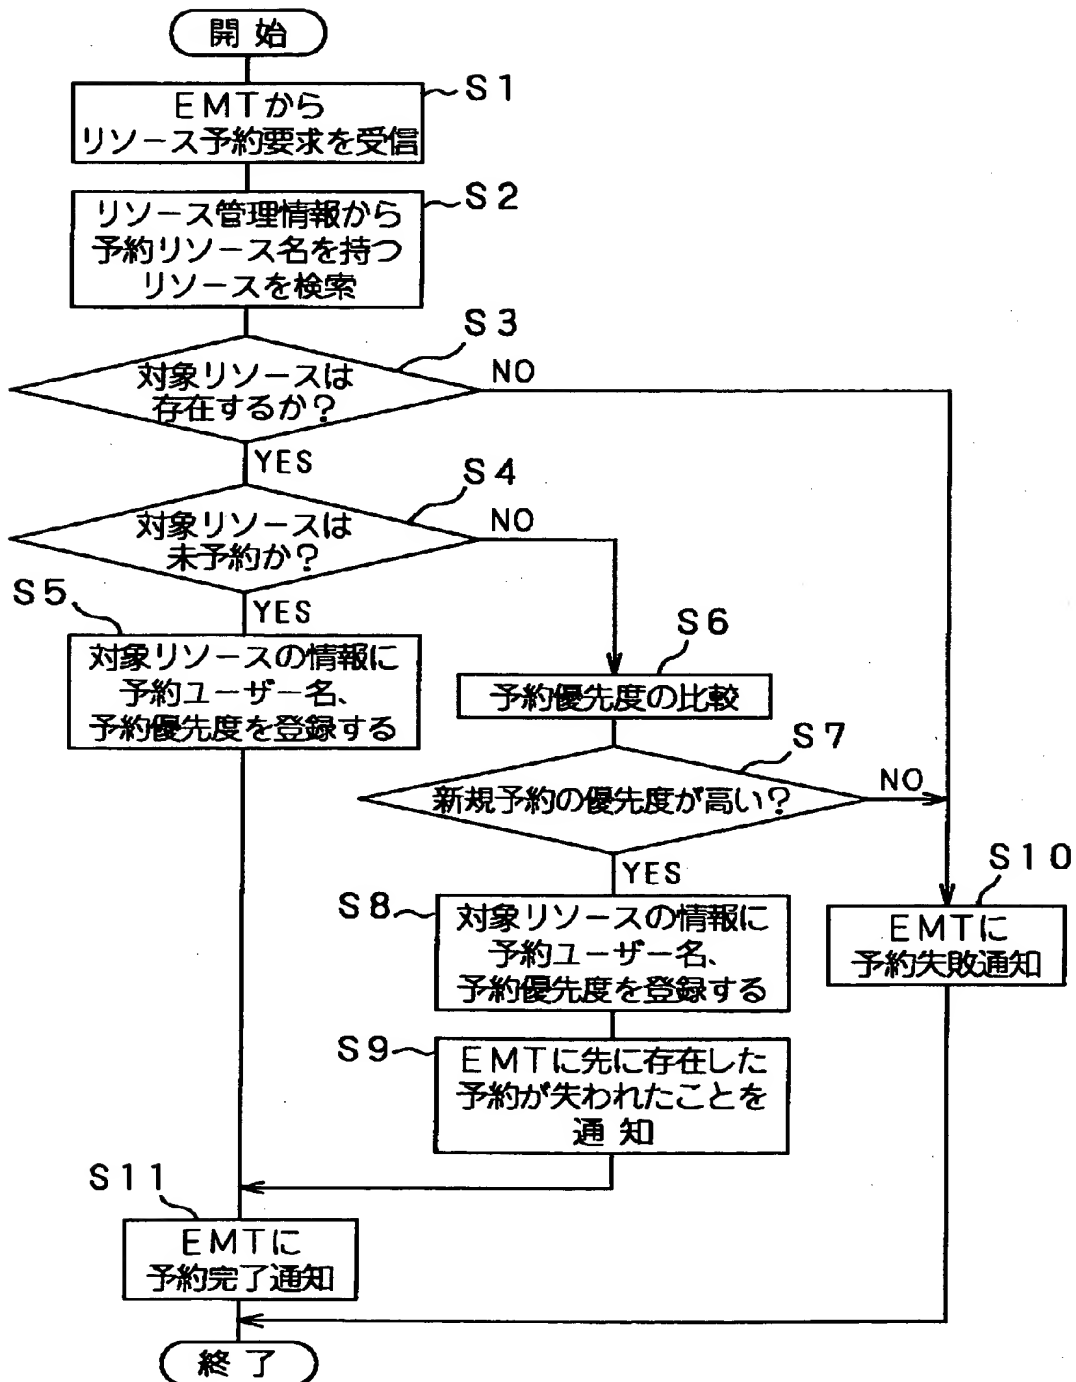 開始
S1
EMTから
リソース予約要求を受信
S2
リソース管理情報から
予約リソース名を持つ
リソースを検索
S3
対象リソースは
存在するか?
NO
YES
S4
対象リソースは
未予約か?
NO
YES
S5
対象リソースの情報に
予約ユーザー名、
予約優先度を登録する
S6
予約優先度の比較
S7
新規予約の優先度が高い?
NO
YES
S8
対象リソースの情報に
予約ユーザー名、
予約優先度を登録する
S9
EMTに先に存在した
予約が失われたことを
通知
S10
EMTに
予約失敗通知
S11
EMTに
予約完了通知
終了